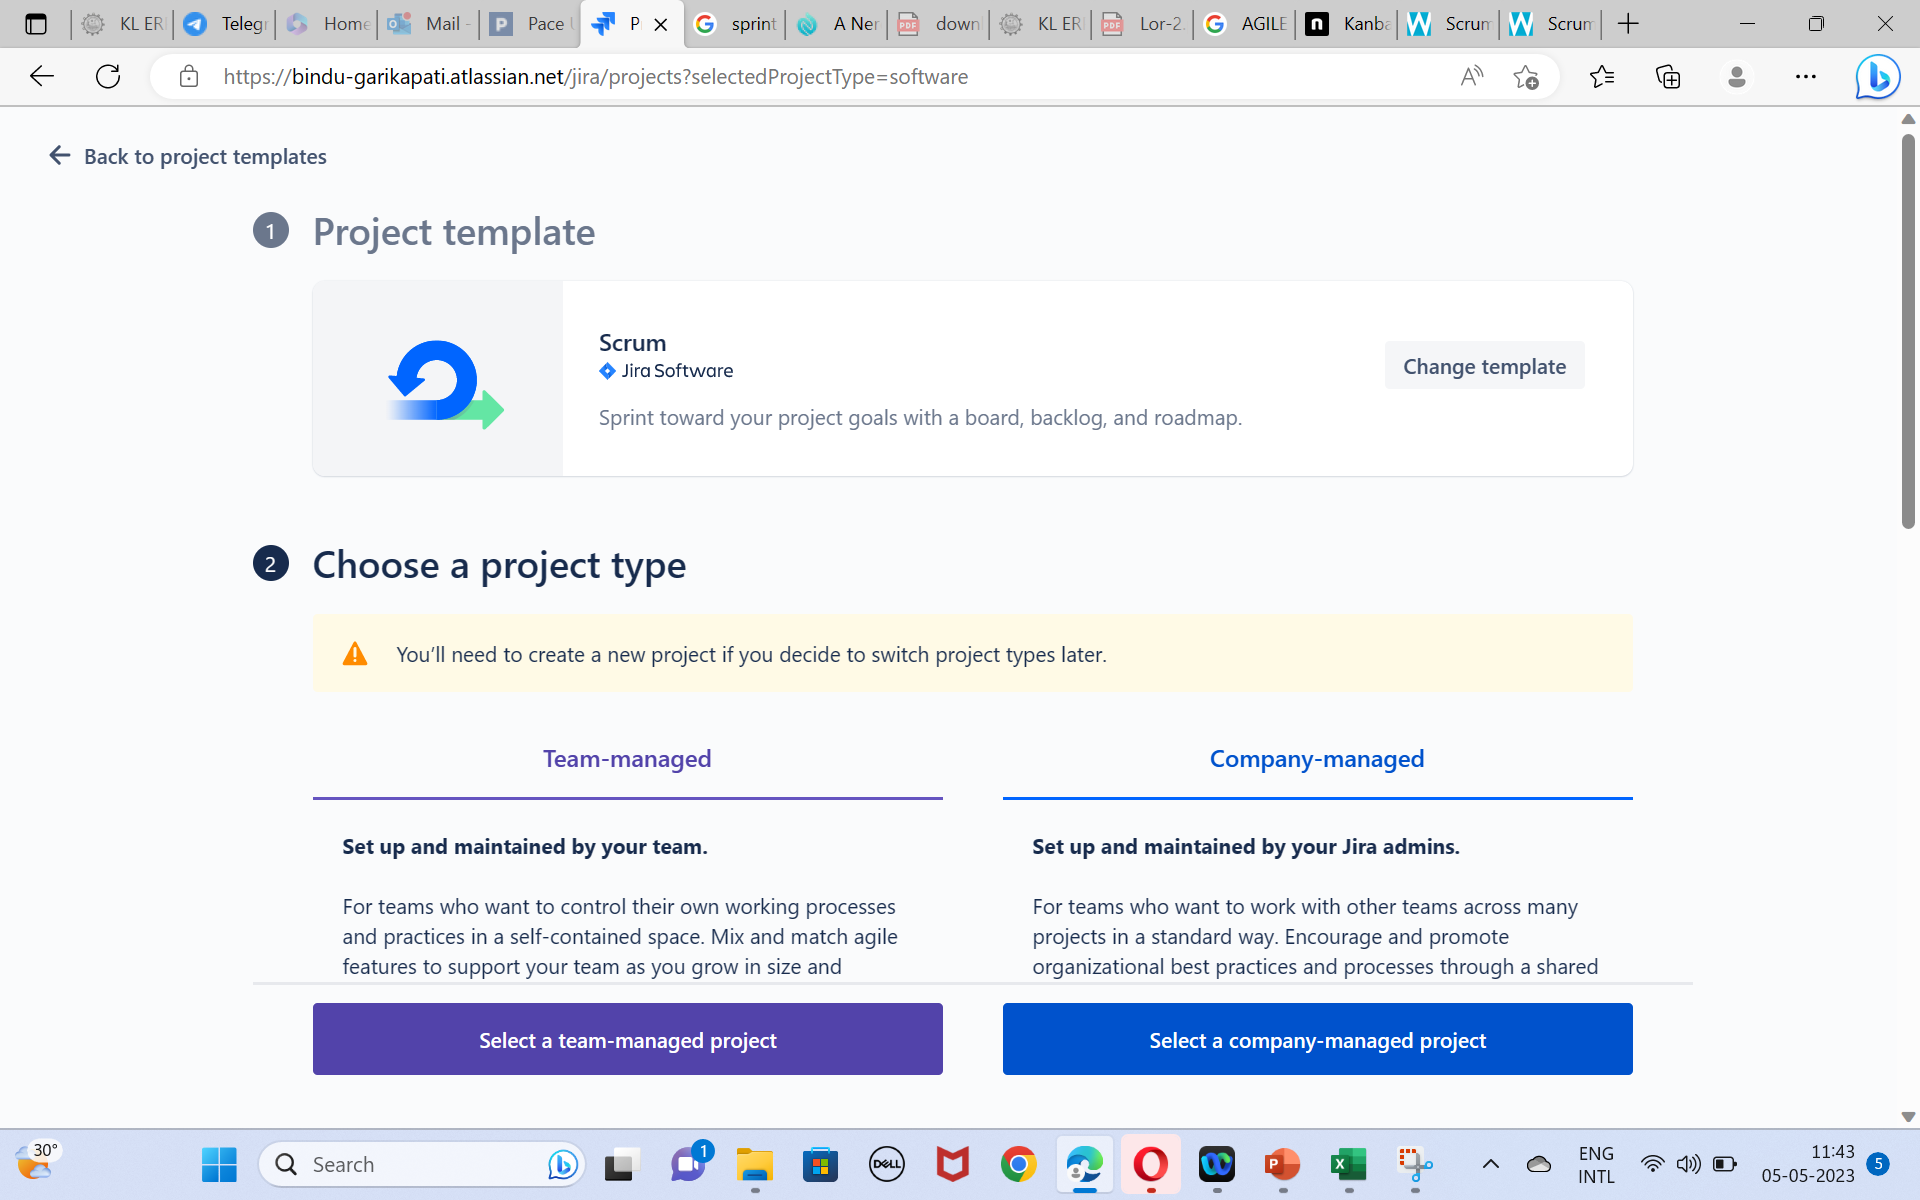 KL ER
Telegr
Home
Mail -
Pace U
P
sprint
A Ner
down
KL ER
Lor-2.
AGILE
Kanba
Scrum
Scrum
https://bindu-garikapati.atlassian.net/jira/projects?selectedProjectType=software
Back to project templates
1 Project template
Scrum
Jira Software
Change template
Sprint toward your project goals with a board, backlog, and roadmap.
2 Choose a project type
You'll need to create a new project if you decide to switch project types later.
Team-managed
Set up and maintained by your team.
For teams who want to control their own working processes
and practices in a self-contained space. Mix and match agile
features to support your team as you grow in size and
Select a team-managed project
Company-managed
Set up and maintained by your Jira admins.
For teams who want to work with other teams across many
projects in a standard way. Encourage and promote
organizational best practices and processes through a shared
Select a company-managed project
30°
Search
1
DELL
ENG
INTL
11:43
05-05-2023
5